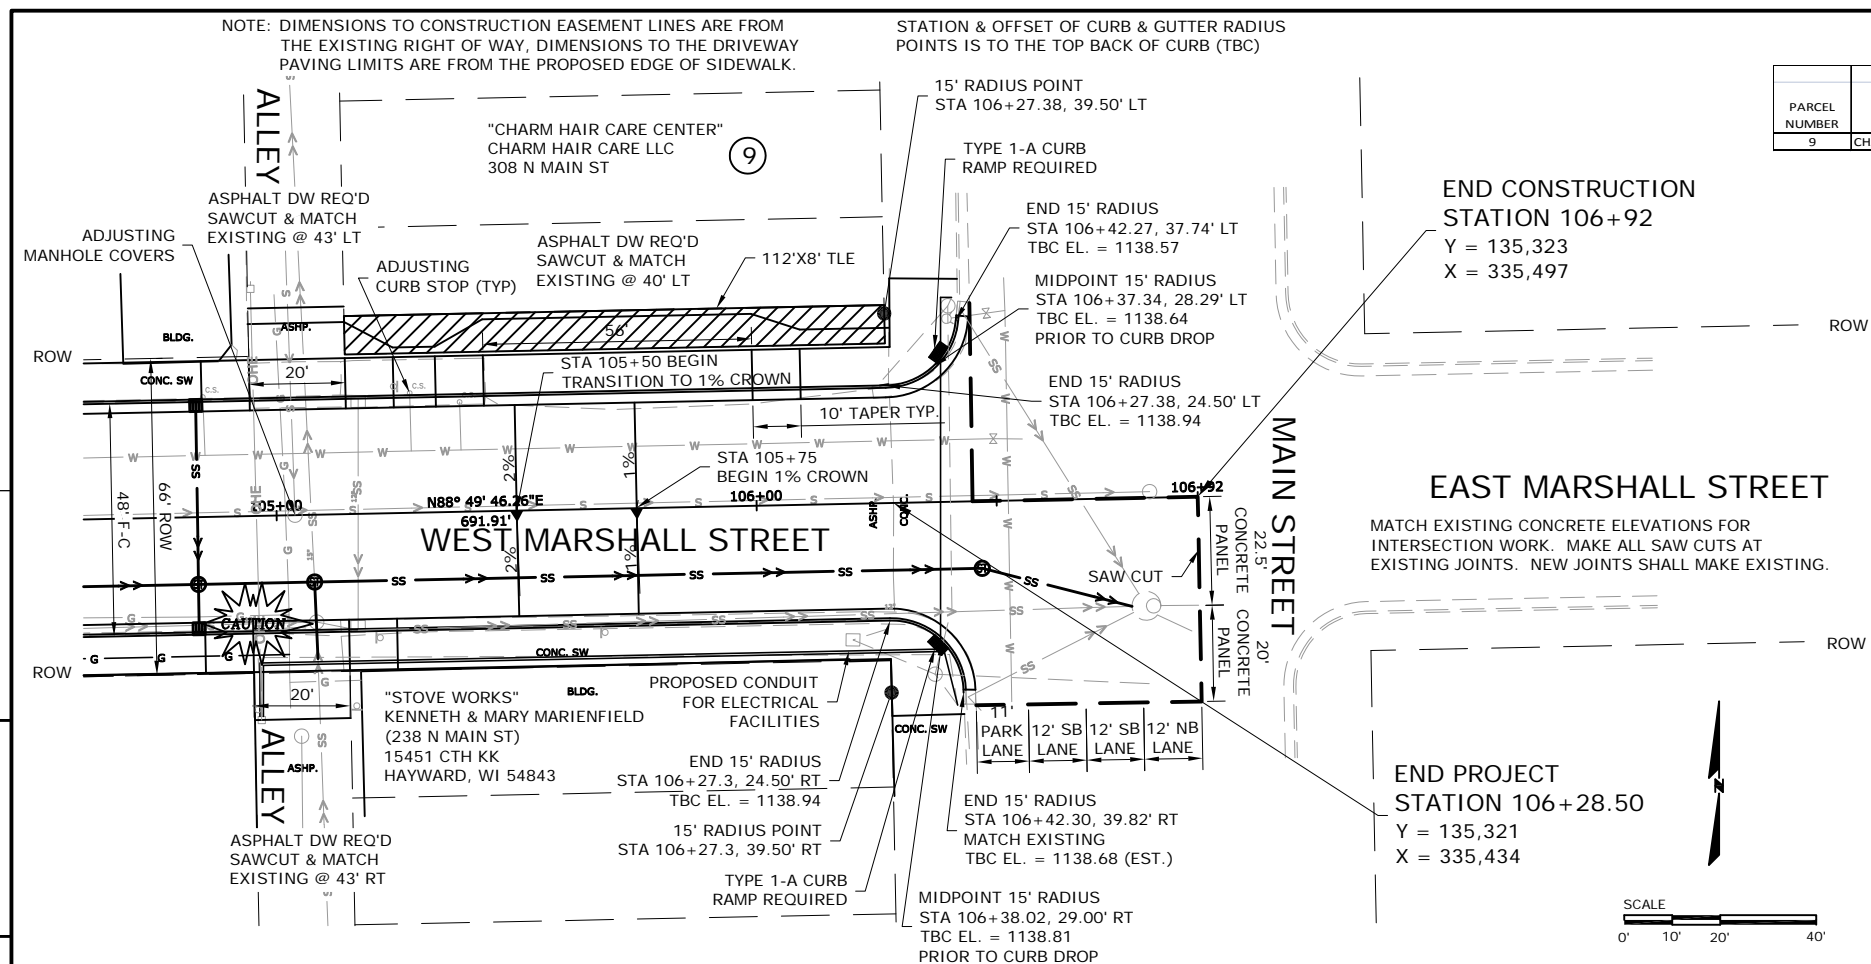 NOTE: DIMENSIONS TO CONSTRUCTION EASEMENT LINES ARE FROM
THE EXISTING RIGHT OF WAY, DIMENSIONS TO THE DRIVEWAY
PAVING LIMITS ARE FROM THE PROPOSED EDGE OF SIDEWALK.
STATION & OFFSET OF CURB & GUTTER RADIUS
POINTS IS TO THE TOP BACK OF CURB (TBC)
15' RADIUS POINT
STA 106+27.38, 39.50' LT
PARCEL
NUMBER
9
CH
ALLEY
"CHARM HAIR CARE CENTER"
CHARM HAIR CARE LLC
308 N MAIN ST
9
TYPE 1-A CURB
RAMP REQUIRED
END CONSTRUCTION
STATION 106+92
Y = 135,323
X = 335,497
ASPHALT DW REQ'D
SAWCUT & MATCH
EXISTING @ 43' LT
END 15' RADIUS
STA 106+42.27, 37.74' LT
TBC EL. = 1138.57
ADJUSTING
MANHOLE COVERS
ASPHALT DW REQ'D
SAWCUT & MATCH
EXISTING @ 40' LT
112'X8' TLE
ADJUSTING
CURB STOP (TYP)
MIDPOINT 15' RADIUS
STA 106+37.34, 28.29' LT
TBC EL. = 1138.64
PRIOR TO CURB DROP
BLDG.
ASHP.
56'
ROW
ROW
CONC. SW
20'
c.s.
c.s.
OHE
STA 105+50 BEGIN
TRANSITION TO 1% CROWN
END 15' RADIUS
STA 106+27.38, 24.50' LT
TBC EL. = 1138.94
10' TAPER TYP.
STA 105+75
BEGIN 1% CROWN
2%
1%
48' F-C
66' ROW
105+00
N88° 49' 46.26"E
691.91'
106+00
106+92
ASHP.
CONC.
WEST MARSHALL STREET
MAIN STREET
EAST MARSHALL STREET
MATCH EXISTING CONCRETE ELEVATIONS FOR
INTERSECTION WORK. MAKE ALL SAW CUTS AT
EXISTING JOINTS. NEW JOINTS SHALL MAKE EXISTING.
22.5'
CONCRETE
PANEL
2%
1%
SAW CUT
CAUTION
20'
CONCRETE
PANEL
ROW
ROW
CONC. SW
20'
BLDG.
"STOVE WORKS"
KENNETH & MARY MARIENFIELD
(238 N MAIN ST)
15451 CTH KK
HAYWARD, WI 54843
PROPOSED CONDUIT
FOR ELECTRICAL
FACILITIES
CONC. SW
11'
PARK
LANE
12' SB
LANE
12' SB
LANE
12' NB
LANE
ALLEY
ASHP.
END 15' RADIUS
STA 106+27.3, 24.50' RT
TBC EL. = 1138.94
END PROJECT
STATION 106+28.50
Y = 135,321
X = 335,434
15' RADIUS POINT
STA 106+27.3, 39.50' RT
END 15' RADIUS
STA 106+42.30, 39.82' RT
MATCH EXISTING
TBC EL. = 1138.68 (EST.)
ASPHALT DW REQ'D
SAWCUT & MATCH
EXISTING @ 43' RT
TYPE 1-A CURB
RAMP REQUIRED
MIDPOINT 15' RADIUS
STA 106+38.02, 29.00' RT
TBC EL. = 1138.81
PRIOR TO CURB DROP
N
SCALE
0' 10' 20' 40'